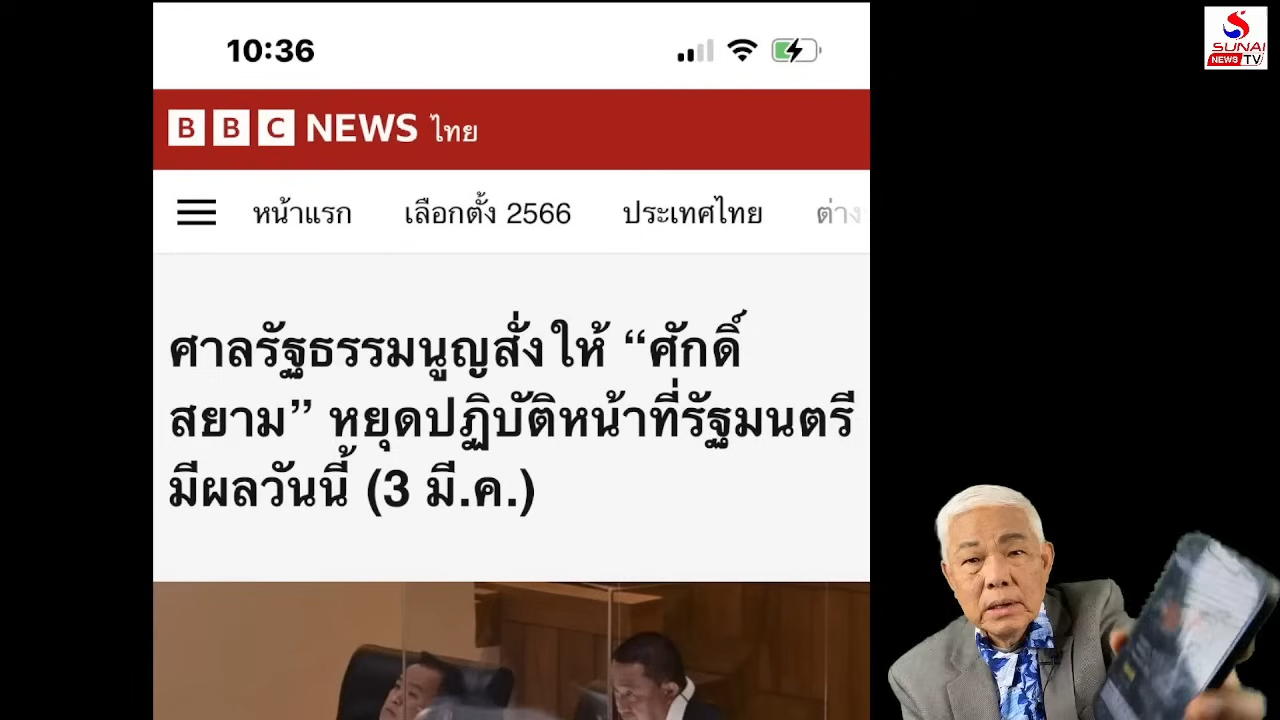 10:36
SUNAI
NEWS TV
BBC NEWS ไทย
หน้าแรก เลือกตั้ง 2566 ประเทศไทย ต่าง
ศาลรัฐธรรมนูญสั่งให้ “ศักดิ์
สยาม” หยุดปฏิบัติหน้าที่รัฐมนตรี
มีผลวันนี้ (3 มี.ค.)